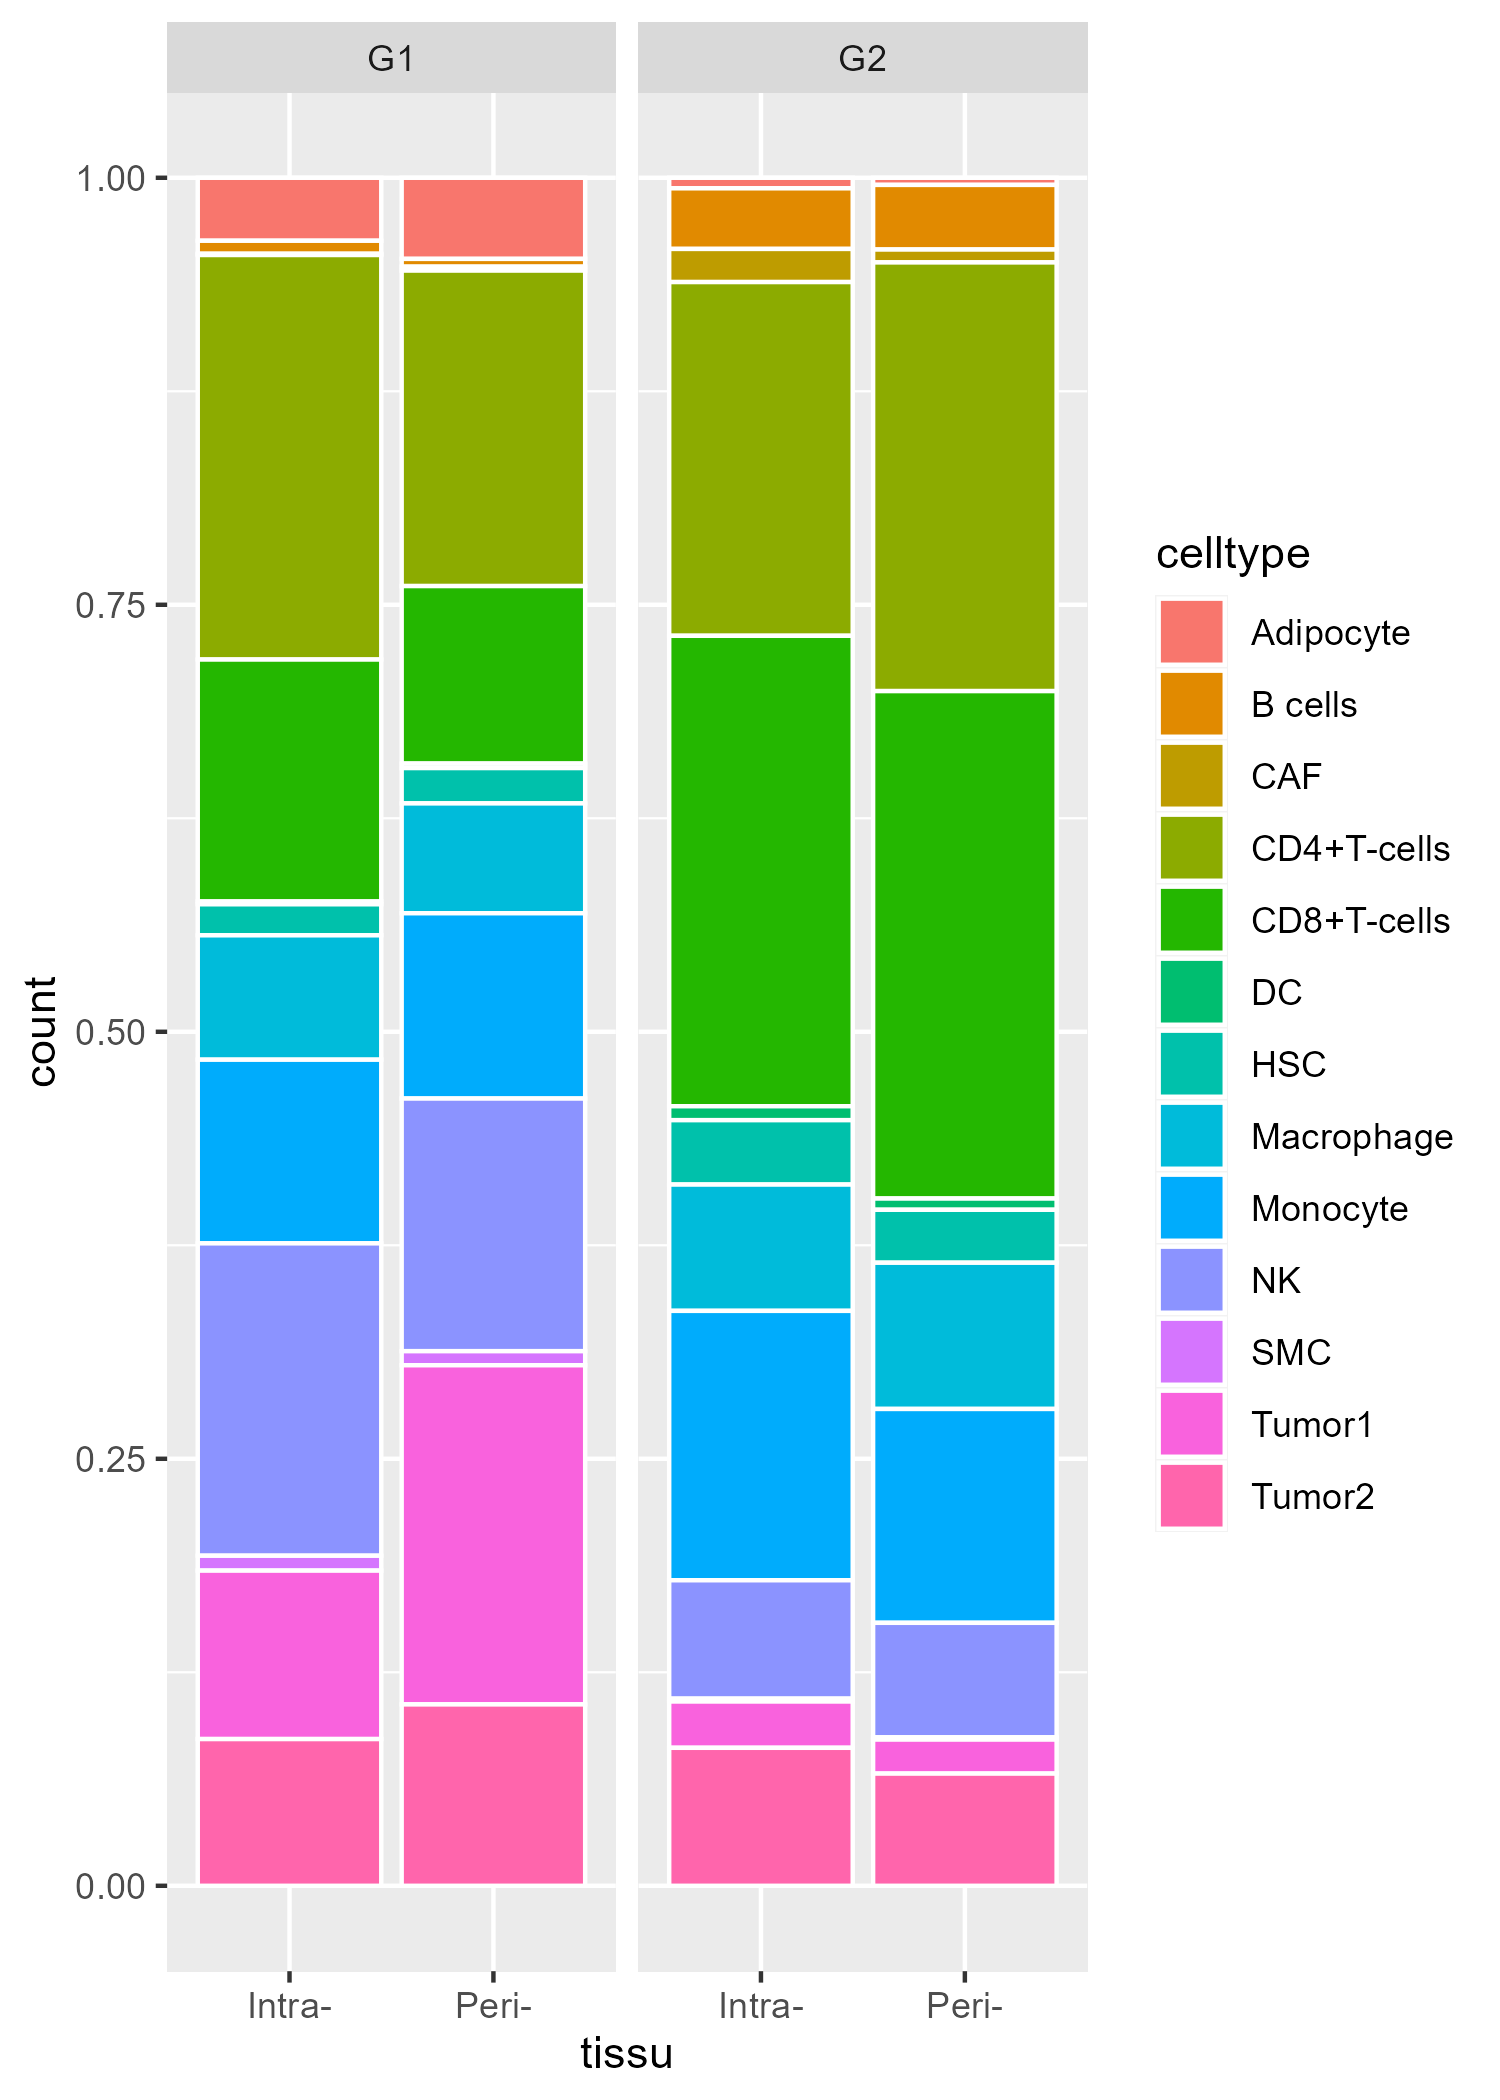 G1
G2
1.00
0.75
0.50
0.25
0.00
count
Intra-
Peri-
Intra-
Peri-
tissu
celltype
Adipocyte
B cells
CAF
CD4+T-cells
CD8+T-cells
DC
HSC
Macrophage
Monocyte
NK
SMC
Tumor1
Tumor2